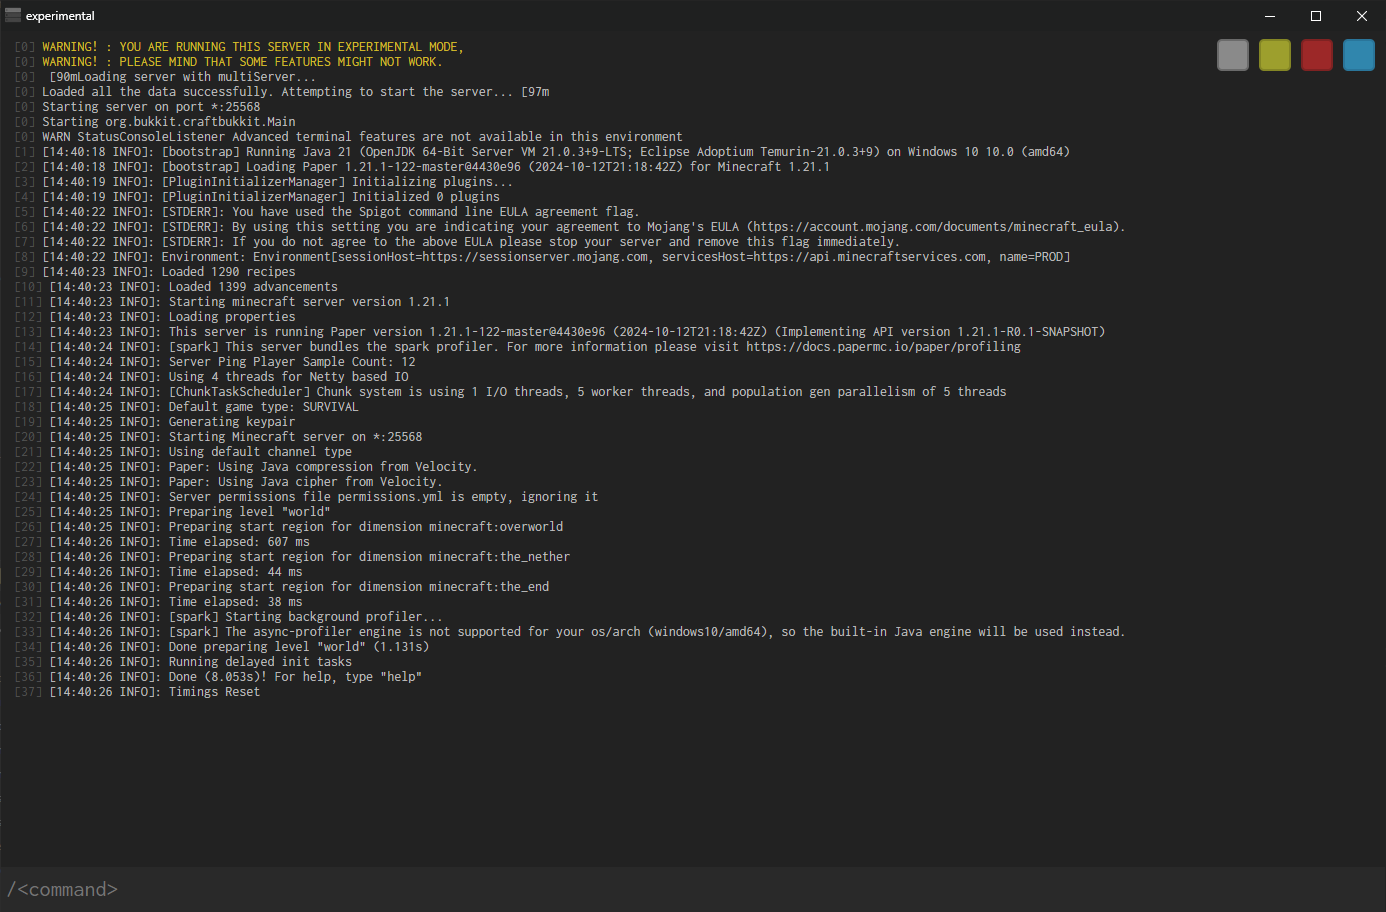 experimental
[0] WARNING! : YOU ARE RUNNING THIS SERVER IN EXPERIMENTAL MODE,
[0] WARNING! : PLEASE MIND THAT SOME FEATURES MIGHT NOT WORK.
[0]  [90mLoading server with multiServer...
[0] Loaded all the data successfully. Attempting to start the server... [97m
[0] Starting server on port *:25568
[0] Starting org.bukkit.craftbukkit.Main
[0] WARN StatusConsoleListener Advanced terminal features are not available in this environment
[1] [14:40:18 INFO]: [bootstrap] Running Java 21 (OpenJDK 64-Bit Server VM 21.0.3+9-LTS; Eclipse Adoptium Temurin-21.0.3+9) on Windows 10 10.0 (amd64)
[2] [14:40:18 INFO]: [bootstrap] Loading Paper 1.21.1-122-master@4430e96 (2024-10-12T21:18:42Z) for Minecraft 1.21.1
[3] [14:40:19 INFO]: [PluginInitializerManager] Initializing plugins...
[4] [14:40:19 INFO]: [PluginInitializerManager] Initialized 0 plugins
[5] [14:40:22 INFO]: [STDERR]: You have used the Spigot command line EULA agreement flag.
[6] [14:40:22 INFO]: [STDERR]: By using this setting you are indicating your agreement to Mojang's EULA (https://account.mojang.com/documents/minecraft_eula).
[7] [14:40:22 INFO]: [STDERR]: If you do not agree to the above EULA please stop your server and remove this flag immediately.
[8] [14:40:22 INFO]: Environment: Environment[sessionHost=https://sessionserver.mojang.com, servicesHost=https://api.minecraftservices.com, name=PROD]
[9] [14:40:23 INFO]: Loaded 1290 recipes
[10] [14:40:23 INFO]: Loaded 1399 advancements
[11] [14:40:23 INFO]: Starting minecraft server version 1.21.1
[12] [14:40:23 INFO]: Loading properties
[13] [14:40:23 INFO]: This server is running Paper version 1.21.1-122-master@4430e96 (2024-10-12T21:18:42Z) (Implementing API version 1.21.1-R0.1-SNAPSHOT)
[14] [14:40:24 INFO]: [spark] This server bundles the spark profiler. For more information please visit https://docs.papermc.io/paper/profiling
[15] [14:40:24 INFO]: Server Ping Player Sample Count: 12
[16] [14:40:24 INFO]: Using 4 threads for Netty based IO
[17] [14:40:24 INFO]: [ChunkTaskScheduler] Chunk system is using 1 I/O threads, 5 worker threads, and population gen parallelism of 5 threads
[18] [14:40:25 INFO]: Default game type: SURVIVAL
[19] [14:40:25 INFO]: Generating keypair
[20] [14:40:25 INFO]: Starting Minecraft server on *:25568
[21] [14:40:25 INFO]: Using default channel type
[22] [14:40:25 INFO]: Paper: Using Java compression from Velocity.
[23] [14:40:25 INFO]: Paper: Using Java cipher from Velocity.
[24] [14:40:25 INFO]: Server permissions file permissions.yml is empty, ignoring it
[25] [14:40:25 INFO]: Preparing level "world"
[26] [14:40:25 INFO]: Preparing start region for dimension minecraft:overworld
[27] [14:40:26 INFO]: Time elapsed: 607 ms
[28] [14:40:26 INFO]: Preparing start region for dimension minecraft:the_nether
[29] [14:40:26 INFO]: Time elapsed: 44 ms
[30] [14:40:26 INFO]: Preparing start region for dimension minecraft:the_end
[31] [14:40:26 INFO]: Time elapsed: 38 ms
[32] [14:40:26 INFO]: [spark] Starting background profiler...
[33] [14:40:26 INFO]: [spark] The async-profiler engine is not supported for your os/arch (windows10/amd64), so the built-in Java engine will be used instead.
[34] [14:40:26 INFO]: Done preparing level "world" (1.131s)
[35] [14:40:26 INFO]: Running delayed init tasks
[36] [14:40:26 INFO]: Done (8.053s)! For help, type "help"
[37] [14:40:26 INFO]: Timings Reset
/<command>